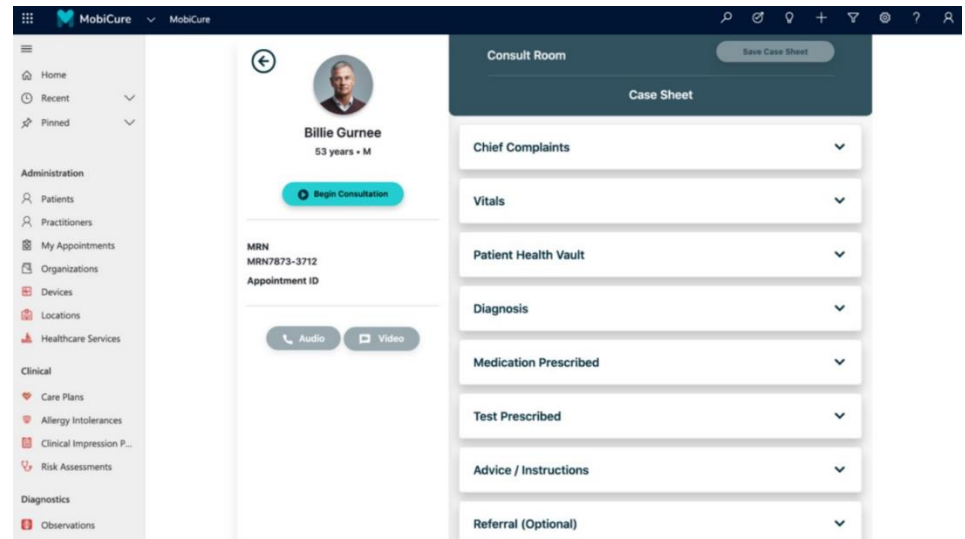 MobiCure MobiCure
Home
Recent
Pinned
Administration
Patients
Practitioners
My Appointments
Organizations
Devices
Locations
Healthcare Services
Clinical
Care Plans
Allergy Intolerances
Clinical Impression P...
Risk Assessments
Diagnostics
Observations
Billie Gurnee
53 years • M
Begin Consultation
MRN
MRN7873-3712
Appointment ID
Audio Video
Consult Room Save Case Sheet
Case Sheet
Chief Complaints
Vitals
Patient Health Vault
Diagnosis
Medication Prescribed
Test Prescribed
Advice / Instructions
Referral (Optional)